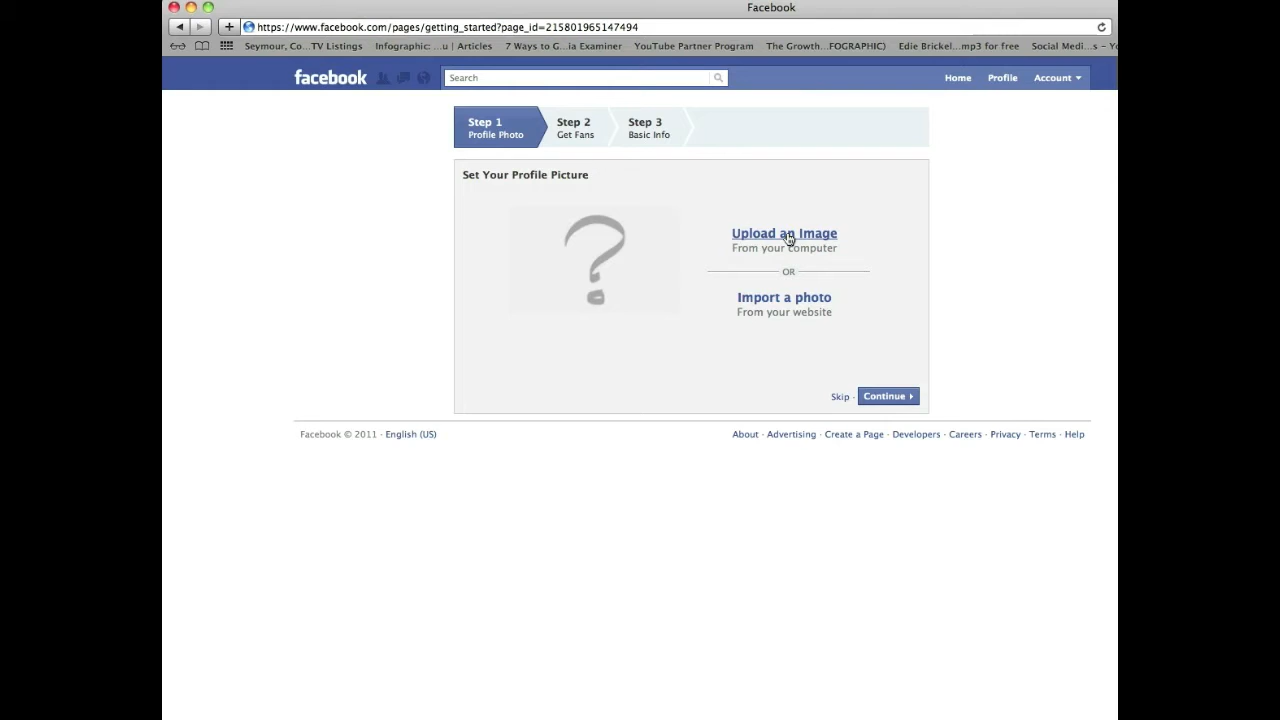 Facebook
https://www.facebook.com/pages/getting_started?page_id=215801965147494
Seymour, Co...TV Listings Infographic: ...u | Articles 7 Ways to G...ia Examiner YouTube Partner Program The Growth...FOGRAPHIC) Edie Brickel...mp3 for free Social Medi...s – Yo
facebook Search Home Profile Account
Step 1 Step 2 Step 3
Profile Photo Get Fans Basic Info
Set Your Profile Picture
?
Upload an Image
From your computer
OR
Import a photo
From your website
Skip · Continue
Facebook © 2011 · English (US) About · Advertising · Create a Page · Developers · Careers · Privacy · Terms · Help